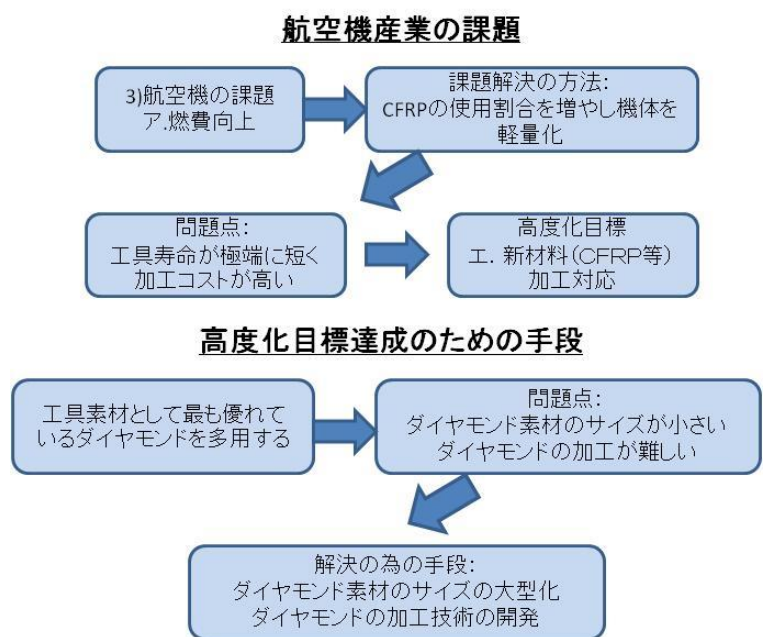 航空機産業の課題
3)航空機の課題
ア.燃費向上
課題解決の方法:
CFRPの使用割合を増やし機体を
軽量化
問題点:
工具寿命が極端に短く
加工コストが高い
高度化目標
エ. 新材料(CFRP等)
加工対応
高度化目標達成のための手段
工具素材として最も優れて
いるダイヤモンドを多用する
問題点:
ダイヤモンド素材のサイズが小さい
ダイヤモンドの加工が難しい
解決の為の手段:
ダイヤモンド素材のサイズの大型化
ダイヤモンドの加工技術の開発